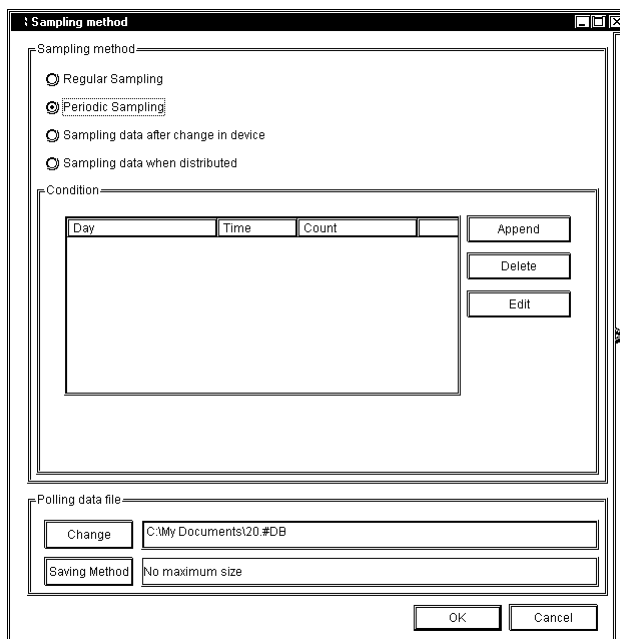 Sampling method
Sampling method
Regular Sampling
Periodic Sampling
Sampling data after change in device
Sampling data when distributed
Condition
Day Time Count
Append
Delete
Edit
Polling data file
Change C:\My Documents\20.#DB
Saving Method No maximum size
OK Cancel